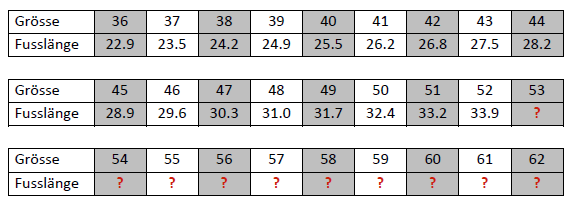 Grösse 36 37 38 39 40 41 42 43 44
Fusslänge 22.9 23.5 24.2 24.9 25.5 26.2 26.8 27.5 28.2
Grösse 45 46 47 48 49 50 51 52 53
Fusslänge 28.9 29.6 30.3 31.0 31.7 32.4 33.2 33.9 ?
Grösse 54 55 56 57 58 59 60 61 62
Fusslänge ? ? ? ? ? ? ? ? ?